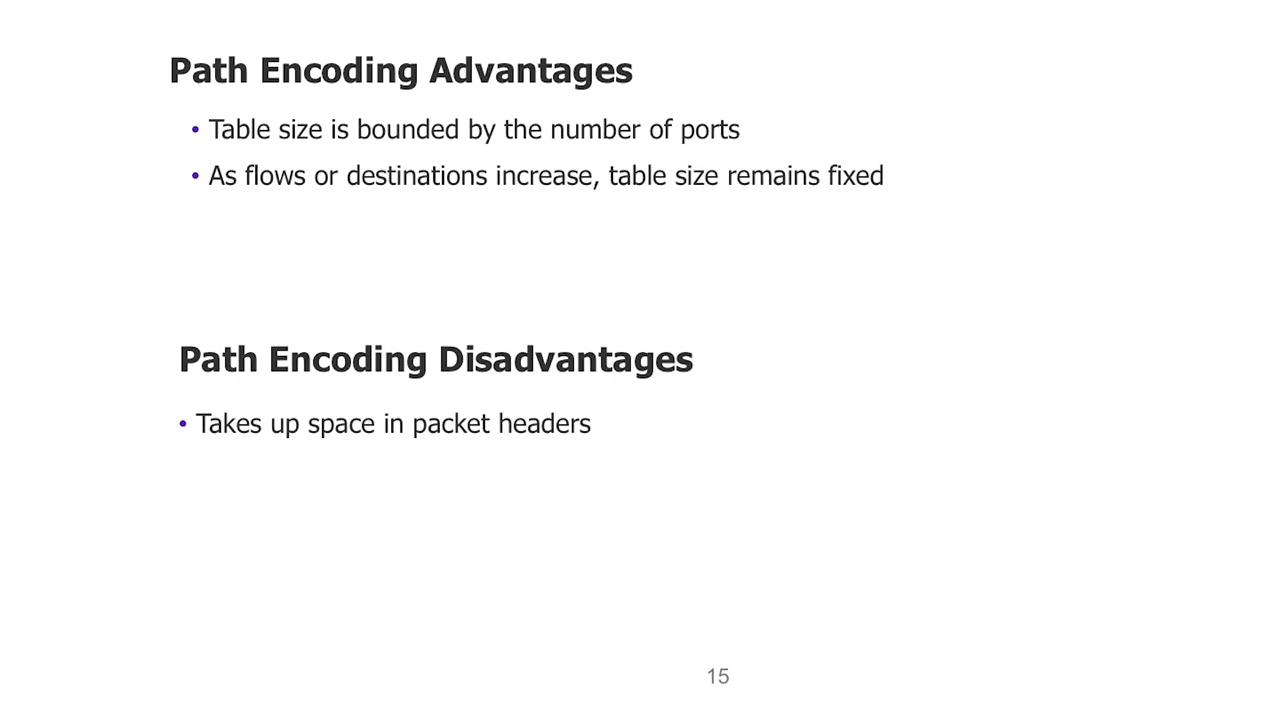 Path Encoding Advantages
• Table size is bounded by the number of ports
• As flows or destinations increase, table size remains fixed
Path Encoding Disadvantages
• Takes up space in packet headers
15